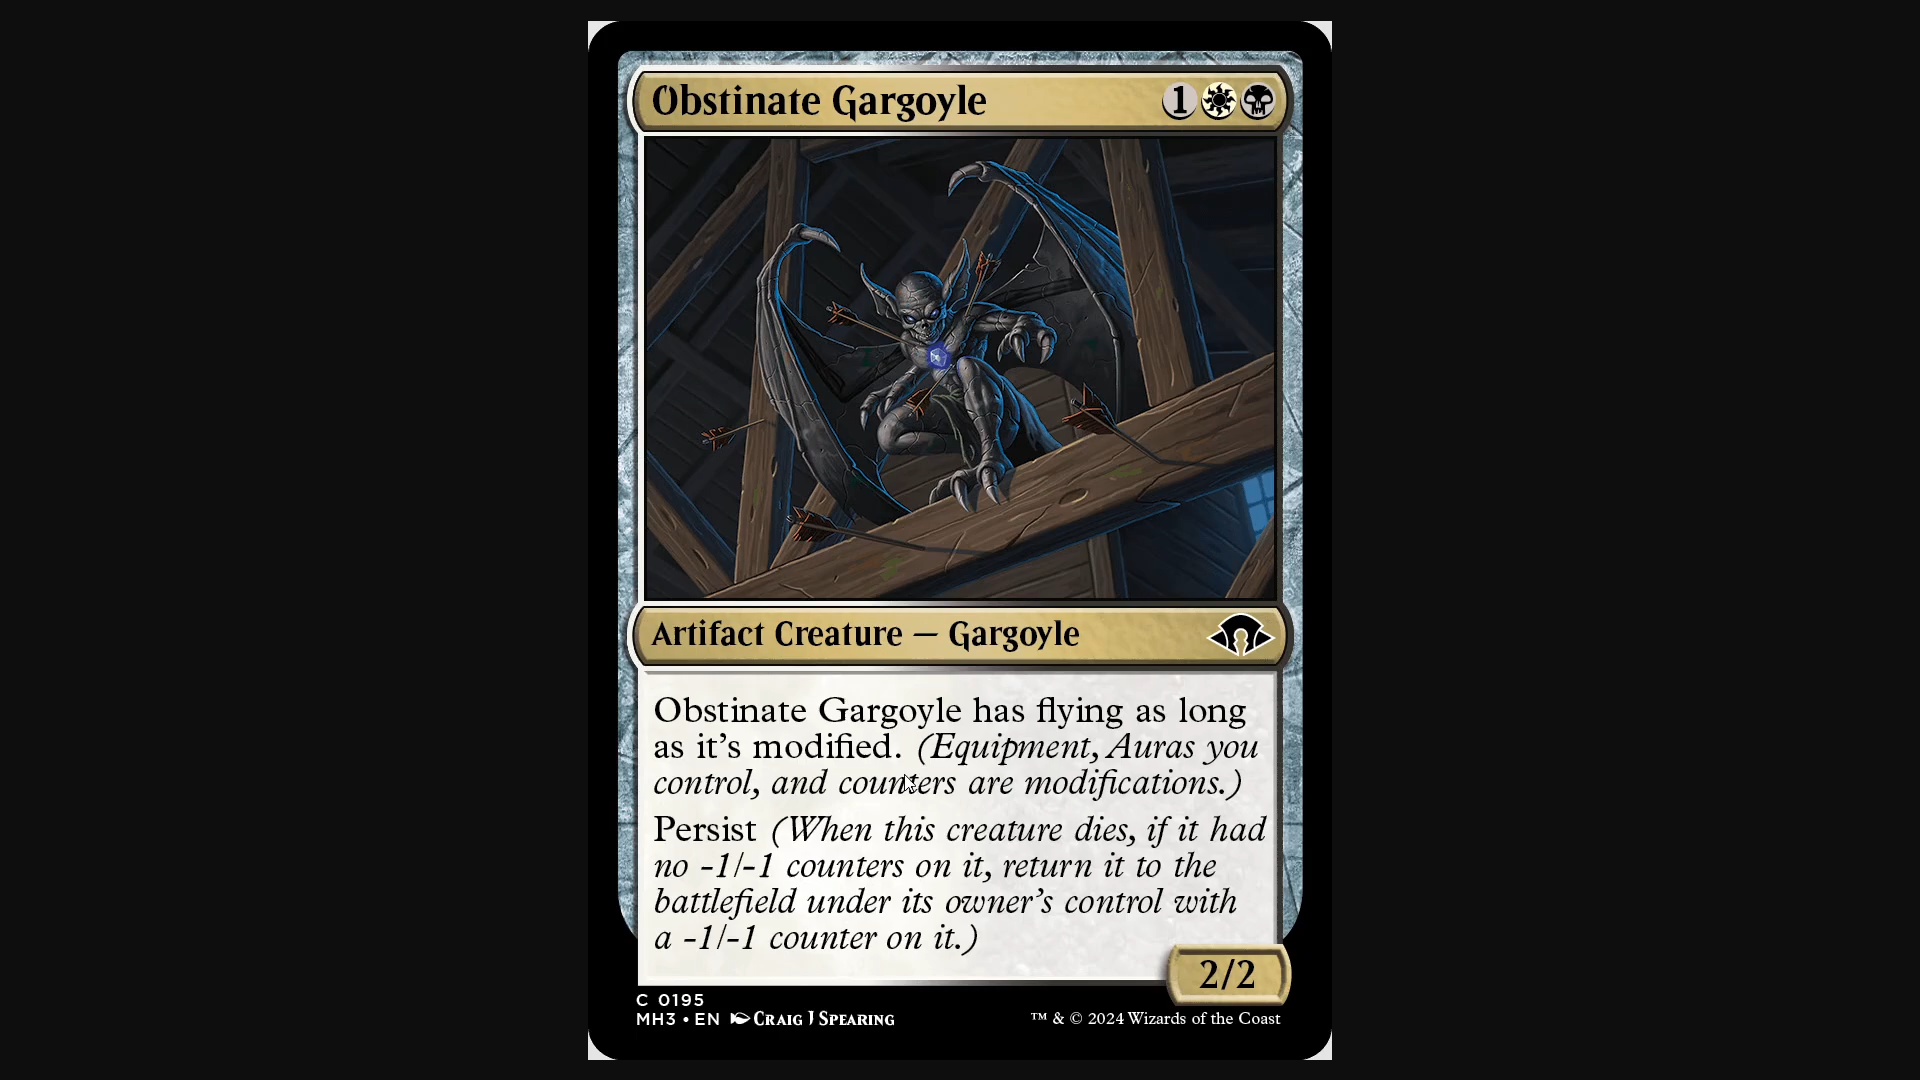 Obstinate Gargoyle 1
Artifact Creature — Gargoyle
Obstinate Gargoyle has flying as long
as it's modified. (Equipment, Auras you
control, and counters are modifications.)
Persist (When this creature dies, if it had
no -1/-1 counters on it, return it to the
battlefield under its owner's control with
a -1/-1 counter on it.)
2/2
C 0195
MH3 • EN Craig J Spearing
™ & © 2024 Wizards of the Coast